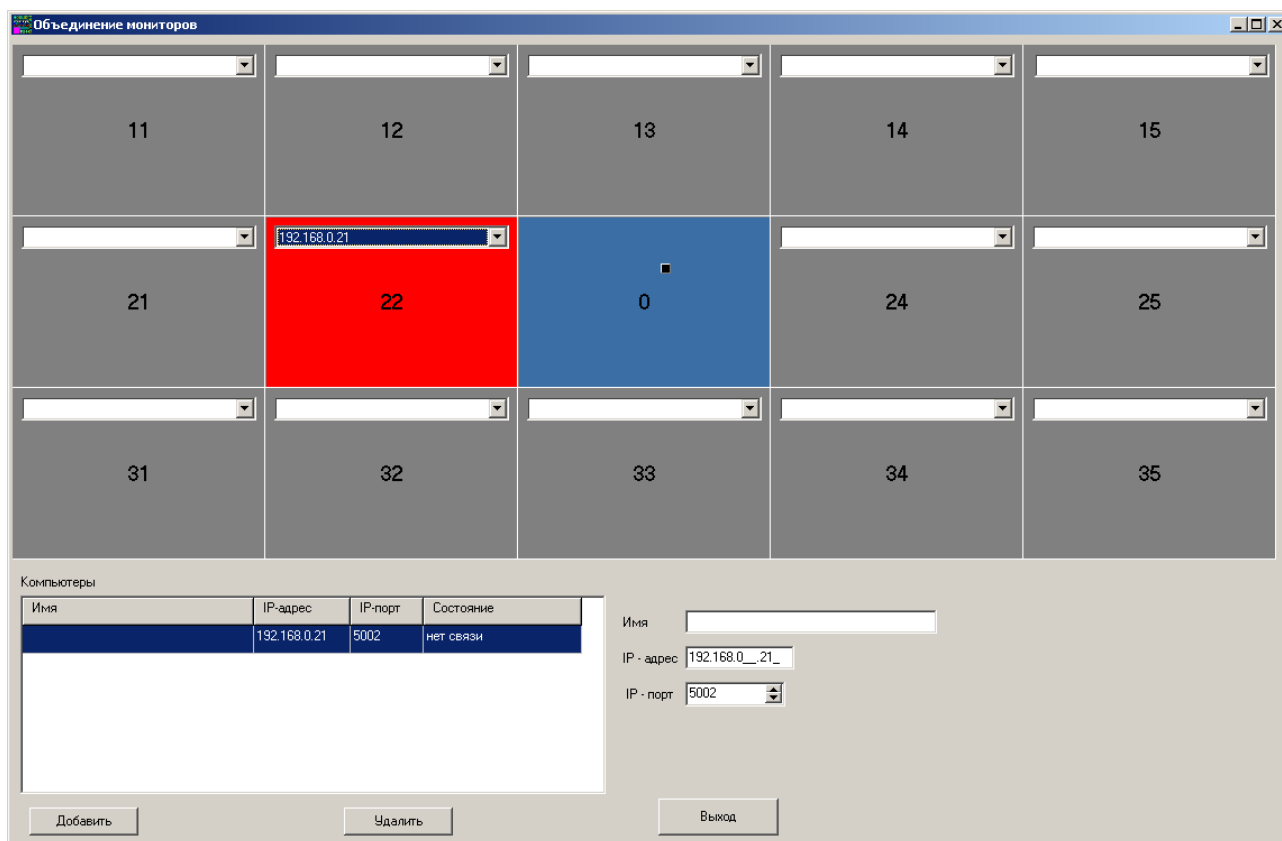 Объединение мониторов
11 12 13 14 15
192.168.0.21
21 22 0 24 25
31 32 33 34 35
Компьютеры
Имя IP-адрес IP-порт Состояние
192.168.0.21 5002 нет связи
Имя
IP - адрес 192.168.0__.21_
IP - порт 5002
Добавить Удалить Выход